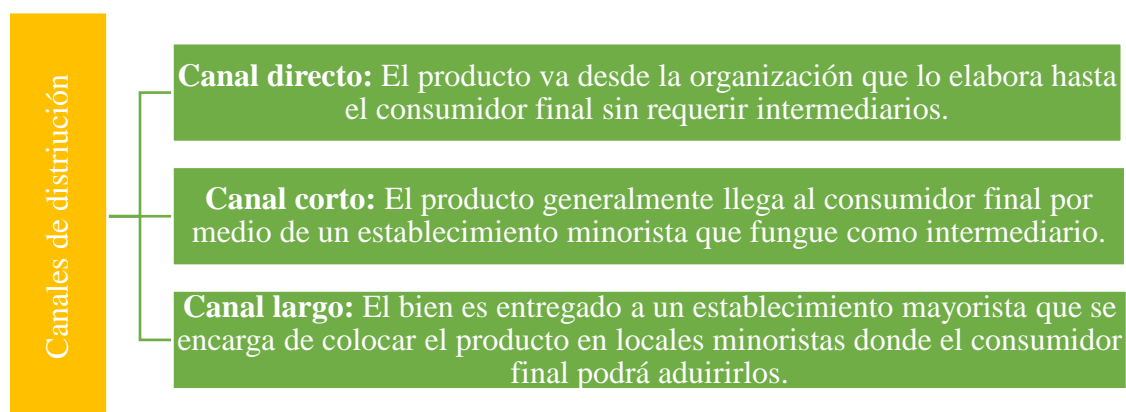 Canales de distriución
Canal directo: El producto va desde la organización que lo elabora hasta
el consumidor final sin requerir intermediarios.
Canal corto: El producto generalmente llega al consumidor final por
medio de un establecimiento minorista que fungue como intermediario.
Canal largo: El bien es entregado a un establecimiento mayorista que se
encarga de colocar el producto en locales minoristas donde el consumidor
final podrá aduirirlos.